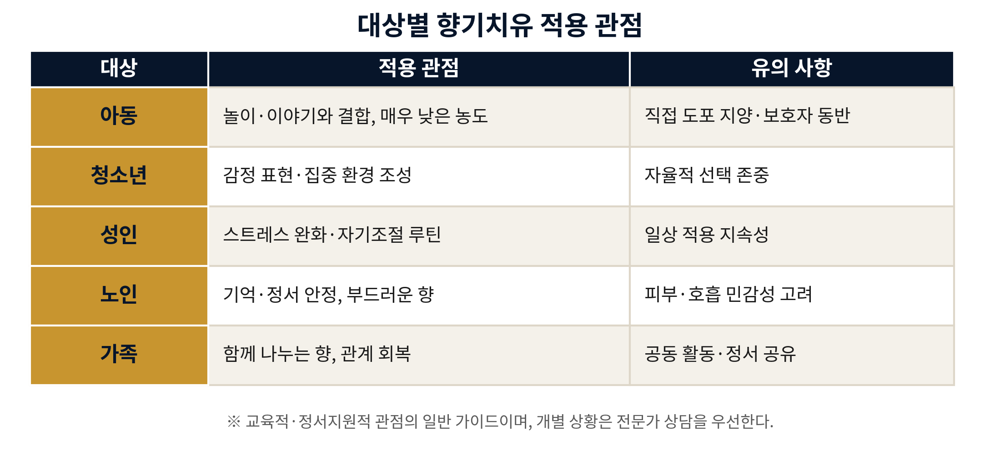 대상별 향기치유 적용 관점
대상 적용 관점 유의 사항
아동 놀이·이야기와 결합, 매우 낮은 농도 직접 도포 지양·보호자 동반
청소년 감정 표현·집중 환경 조성 자율적 선택 존중
성인 스트레스 완화·자기조절 루틴 일상 적용 지속성
노인 기억·정서 안정, 부드러운 향 피부·호흡 민감성 고려
가족 함께 나누는 향, 관계 회복 공동 활동·정서 공유
※ 교육적·정서지원적 관점의 일반 가이드이며, 개별 상황은 전문가 상담을 우선한다.